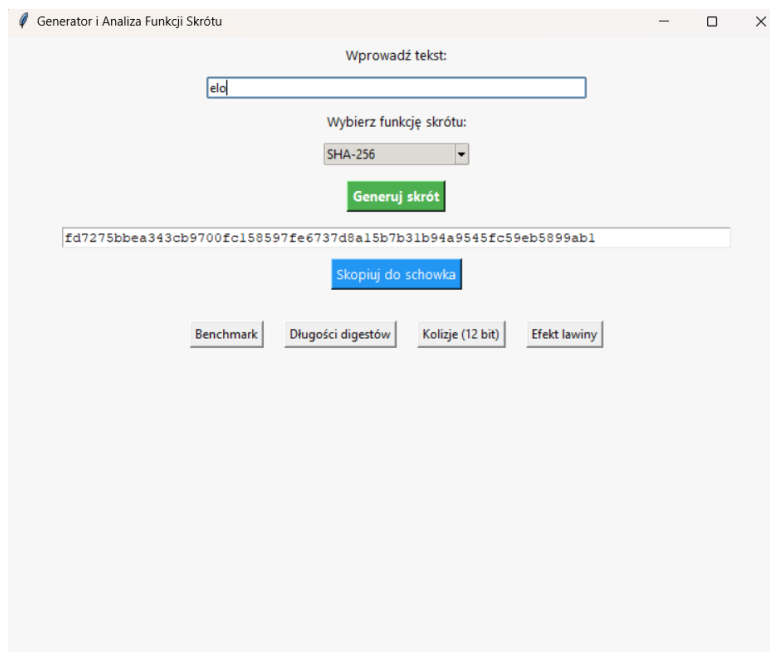 Generator i Analiza Funkcji Skrótu
Wprowadź tekst:
elo
Wybierz funkcję skrótu:
SHA-256
Generuj skrót
fd7275bbea343cb9700fc158597fe6737d8a15b7b31b94a9545fc59eb5899ab1
Skopiuj do schowka
Benchmark Długości digestów Kolizje (12 bit) Efekt lawiny